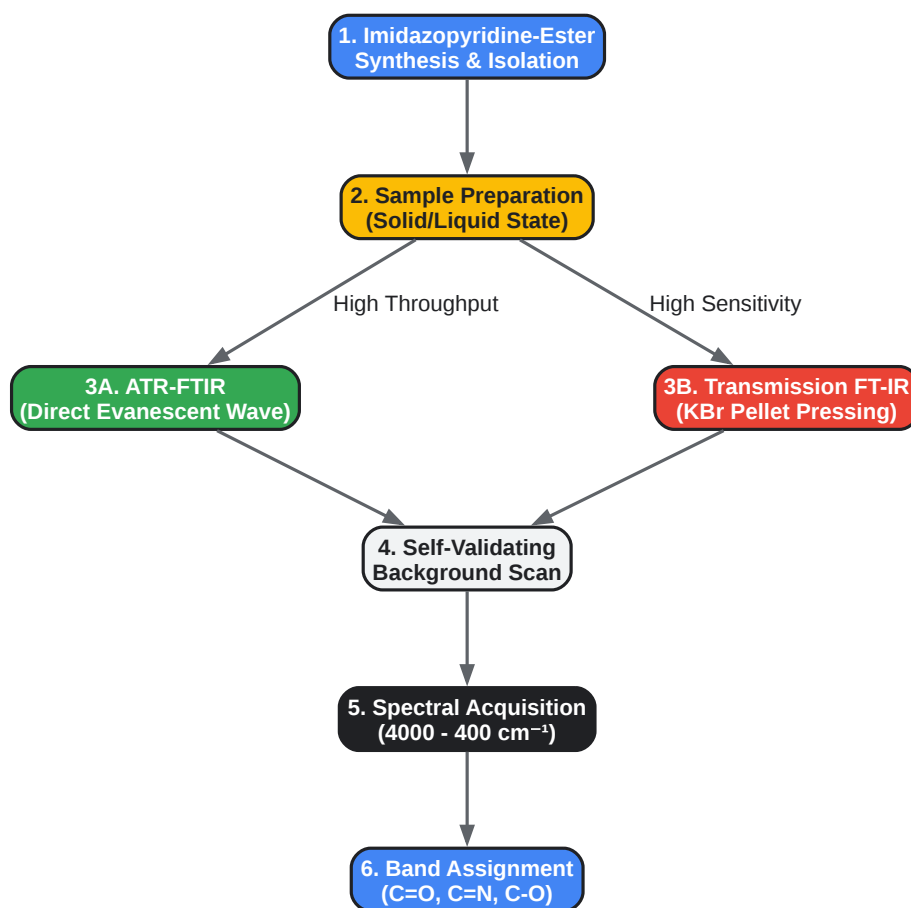 1. Imidazopyridine-Ester
Synthesis & Isolation
2. Sample Preparation
(Solid/Liquid State)
High Throughput
High Sensitivity
3A. ATR-FTIR
(Direct Evanescent Wave)
3B. Transmission FT-IR
(KBr Pellet Pressing)
4. Self-Validating
Background Scan
5. Spectral Acquisition
(4000 - 400 cm⁻¹)
6. Band Assignment
(C=O, C=N, C-O)